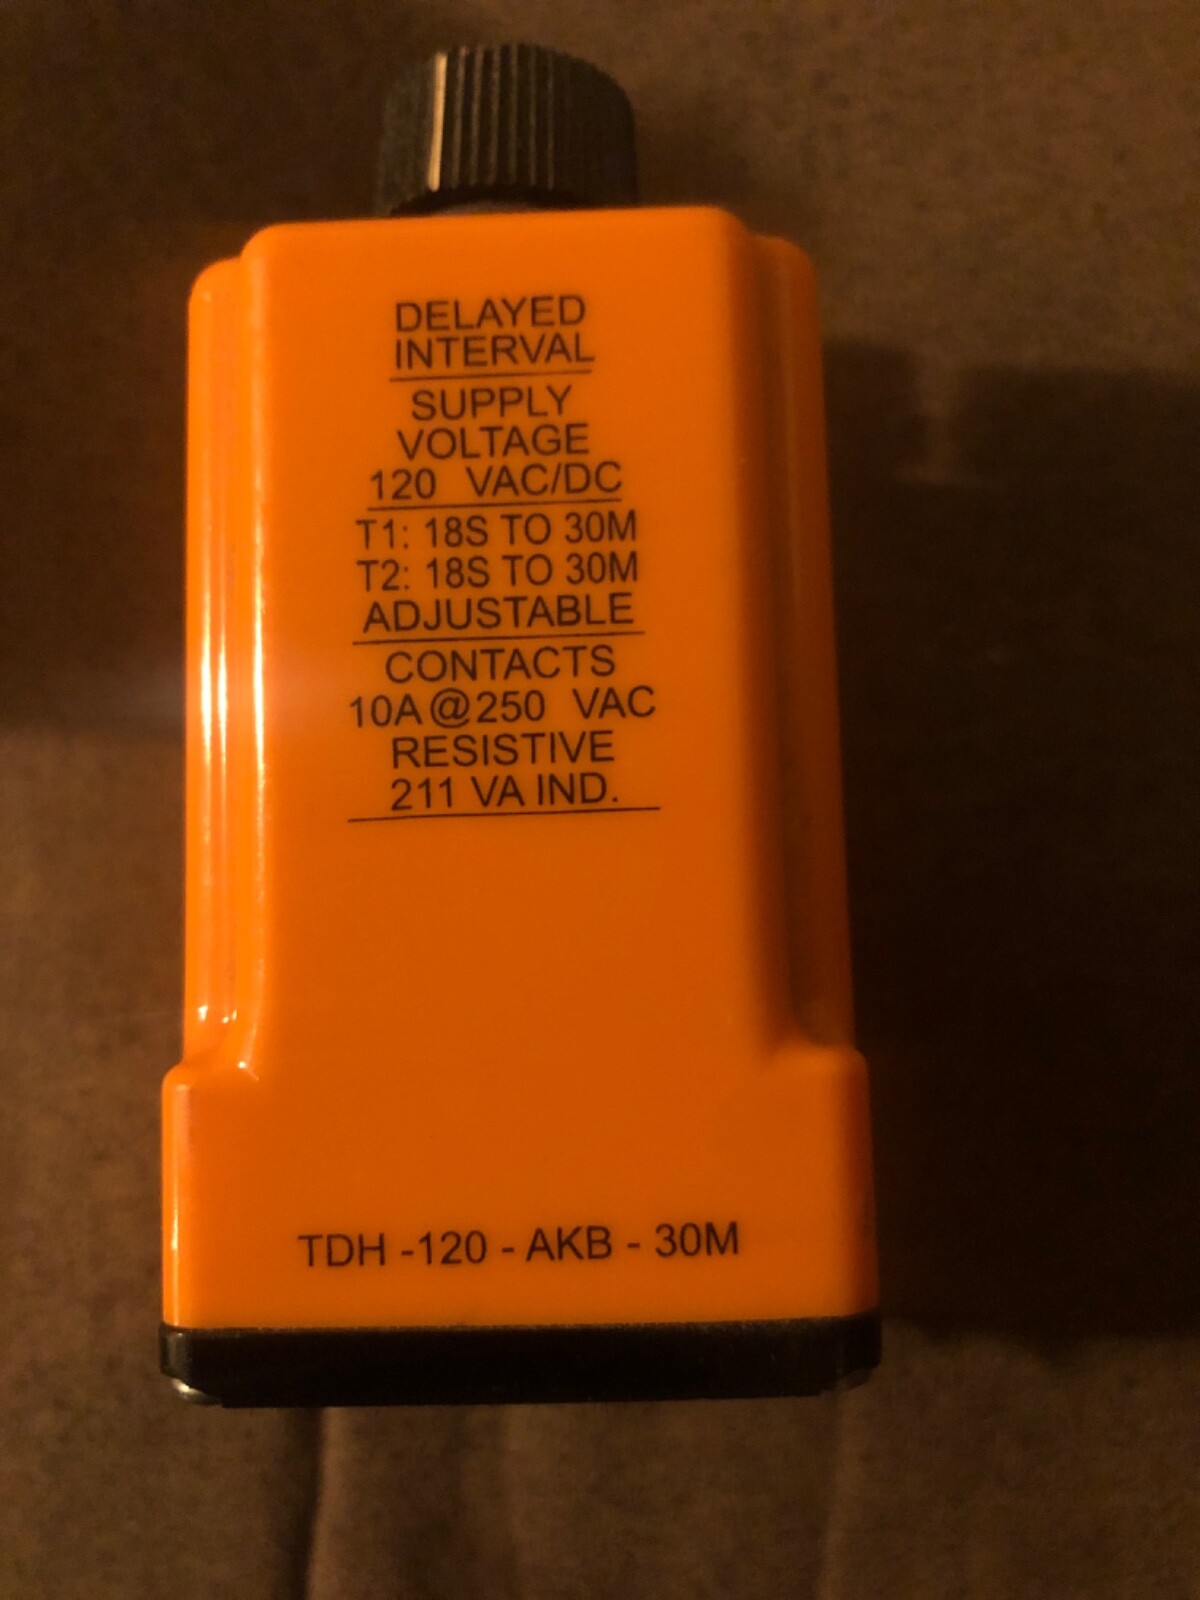 DELAYED
INTERVAL
SUPPLY
VOLTAGE
120 VAC/DC
T1: 18S TO 30M
T2: 18S TO 30M
ADJUSTABLE
CONTACTS
10A @ 250 VAC
RESISTIVE
211 VA IND.
TDH -120 - AKB - 30M